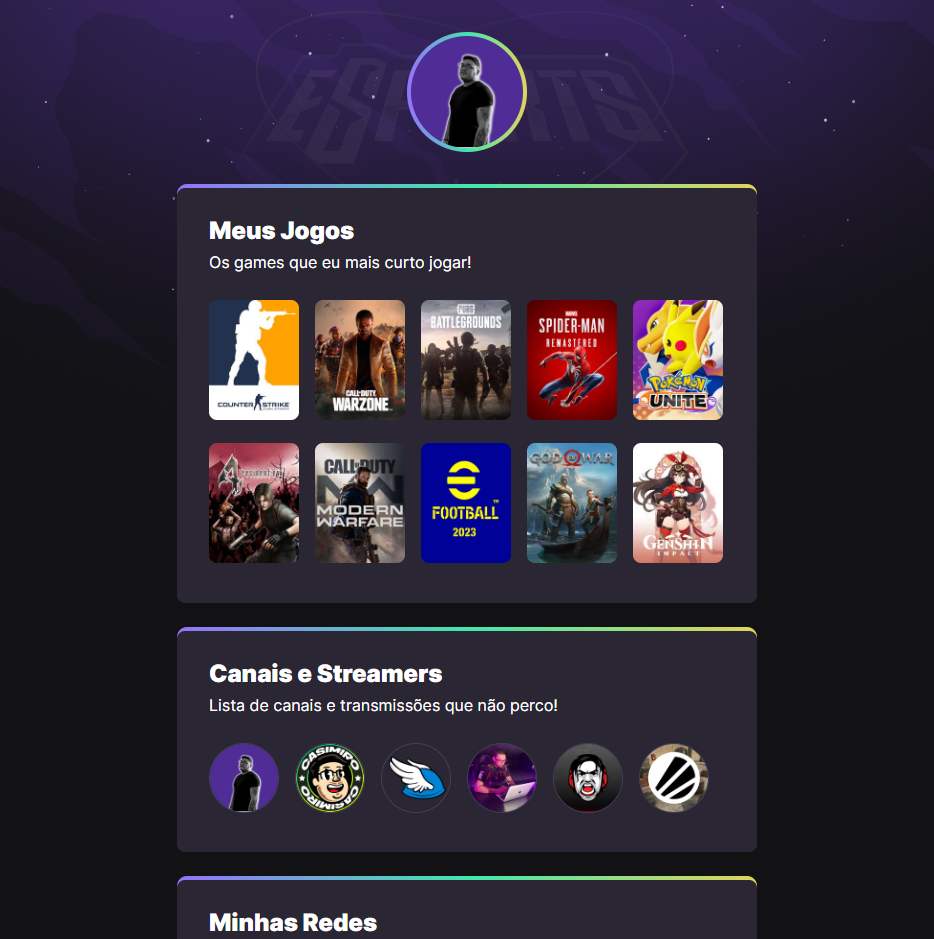 ESPORTS
Meus Jogos
Os games que eu mais curto jogar!
COUNTER STRIKE
CALL OF DUTY
WARZONE
PUBG
BATTLEGROUNDS
MARVEL
SPIDER-MAN
REMASTERED
POKÉMON
UNITE
4
resident evil
CALL OF DUTY
MW
MODERN
WARFARE
FOOTBALL™
2023
GOD OF WAR
GENSHIN
IMPACT
Canais e Streamers
Lista de canais e transmissões que não perco!
CASIMIRO
CASIMIRO
Minhas Redes